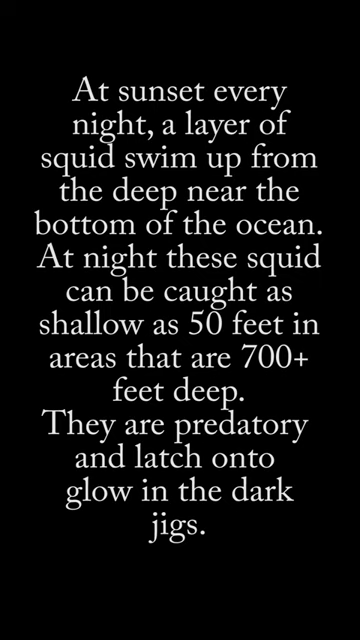 At sunset every
night, a layer of
squid swim up from
the deep near the
bottom of the ocean.
At night these squid
can be caught as
shallow as 50 feet in
areas that are 700+
feet deep.
They are predatory
and latch onto
glow in the dark
jigs.